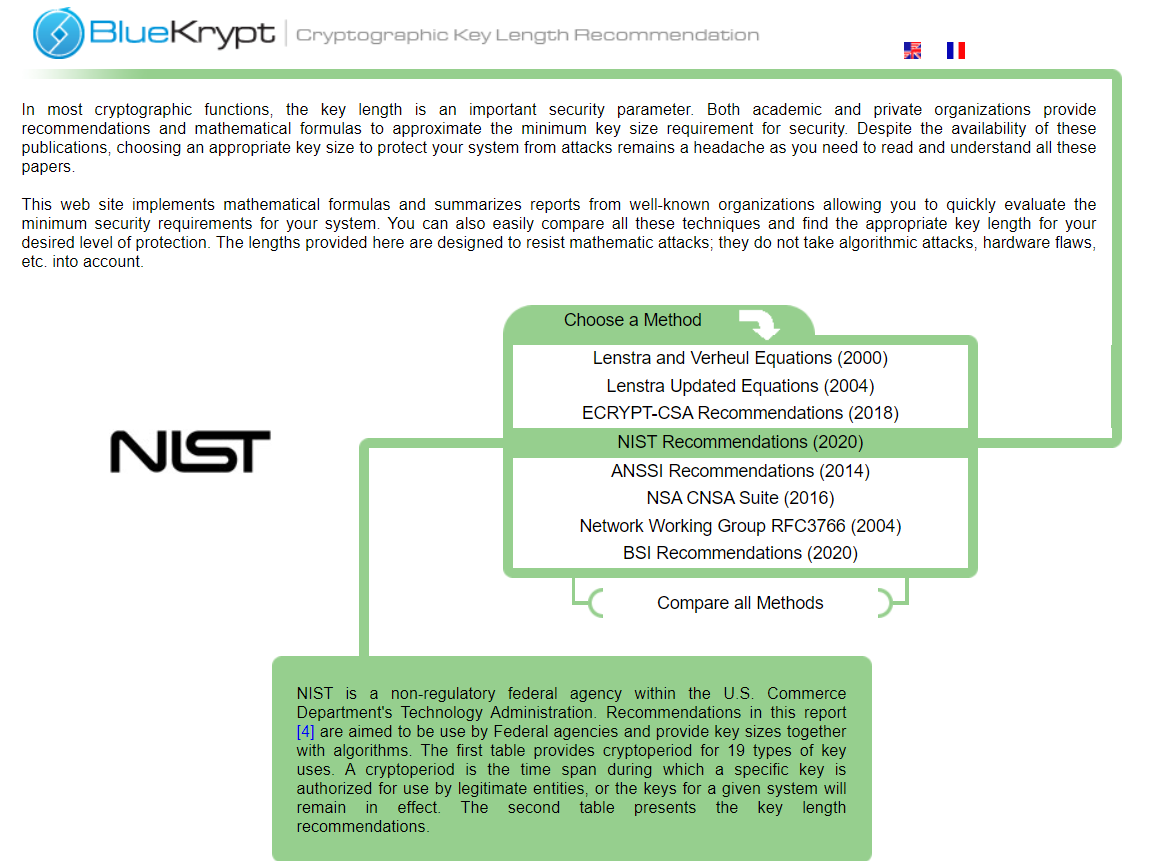 BlueKrypt | Cryptographic Key Length Recommendation
In most cryptographic functions, the key length is an important security parameter. Both academic and private organizations provide
recommendations and mathematical formulas to approximate the minimum key size requirement for security. Despite the availability of these
publications, choosing an appropriate key size to protect your system from attacks remains a headache as you need to read and understand all these
papers.
This web site implements mathematical formulas and summarizes reports from well-known organizations allowing you to quickly evaluate the
minimum security requirements for your system. You can also easily compare all these techniques and find the appropriate key length for your
desired level of protection. The lengths provided here are designed to resist mathematic attacks; they do not take algorithmic attacks, hardware flaws,
etc. into account.
Choose a Method
Lenstra and Verheul Equations (2000)
Lenstra Updated Equations (2004)
ECRYPT-CSA Recommendations (2018)
NIST
NIST Recommendations (2020)
ANSSI Recommendations (2014)
NSA CNSA Suite (2016)
Network Working Group RFC3766 (2004)
BSI Recommendations (2020)
Compare all Methods
NIST is a non-regulatory federal agency within the U.S. Commerce
Department's Technology Administration. Recommendations in this report
[4] are aimed to be use by Federal agencies and provide key sizes together
with algorithms. The first table provides cryptoperiod for 19 types of key
uses. A cryptoperiod is the time span during which a specific key is
authorized for use by legitimate entities, or the keys for a given system will
remain in effect. The second table presents the key length
recommendations.